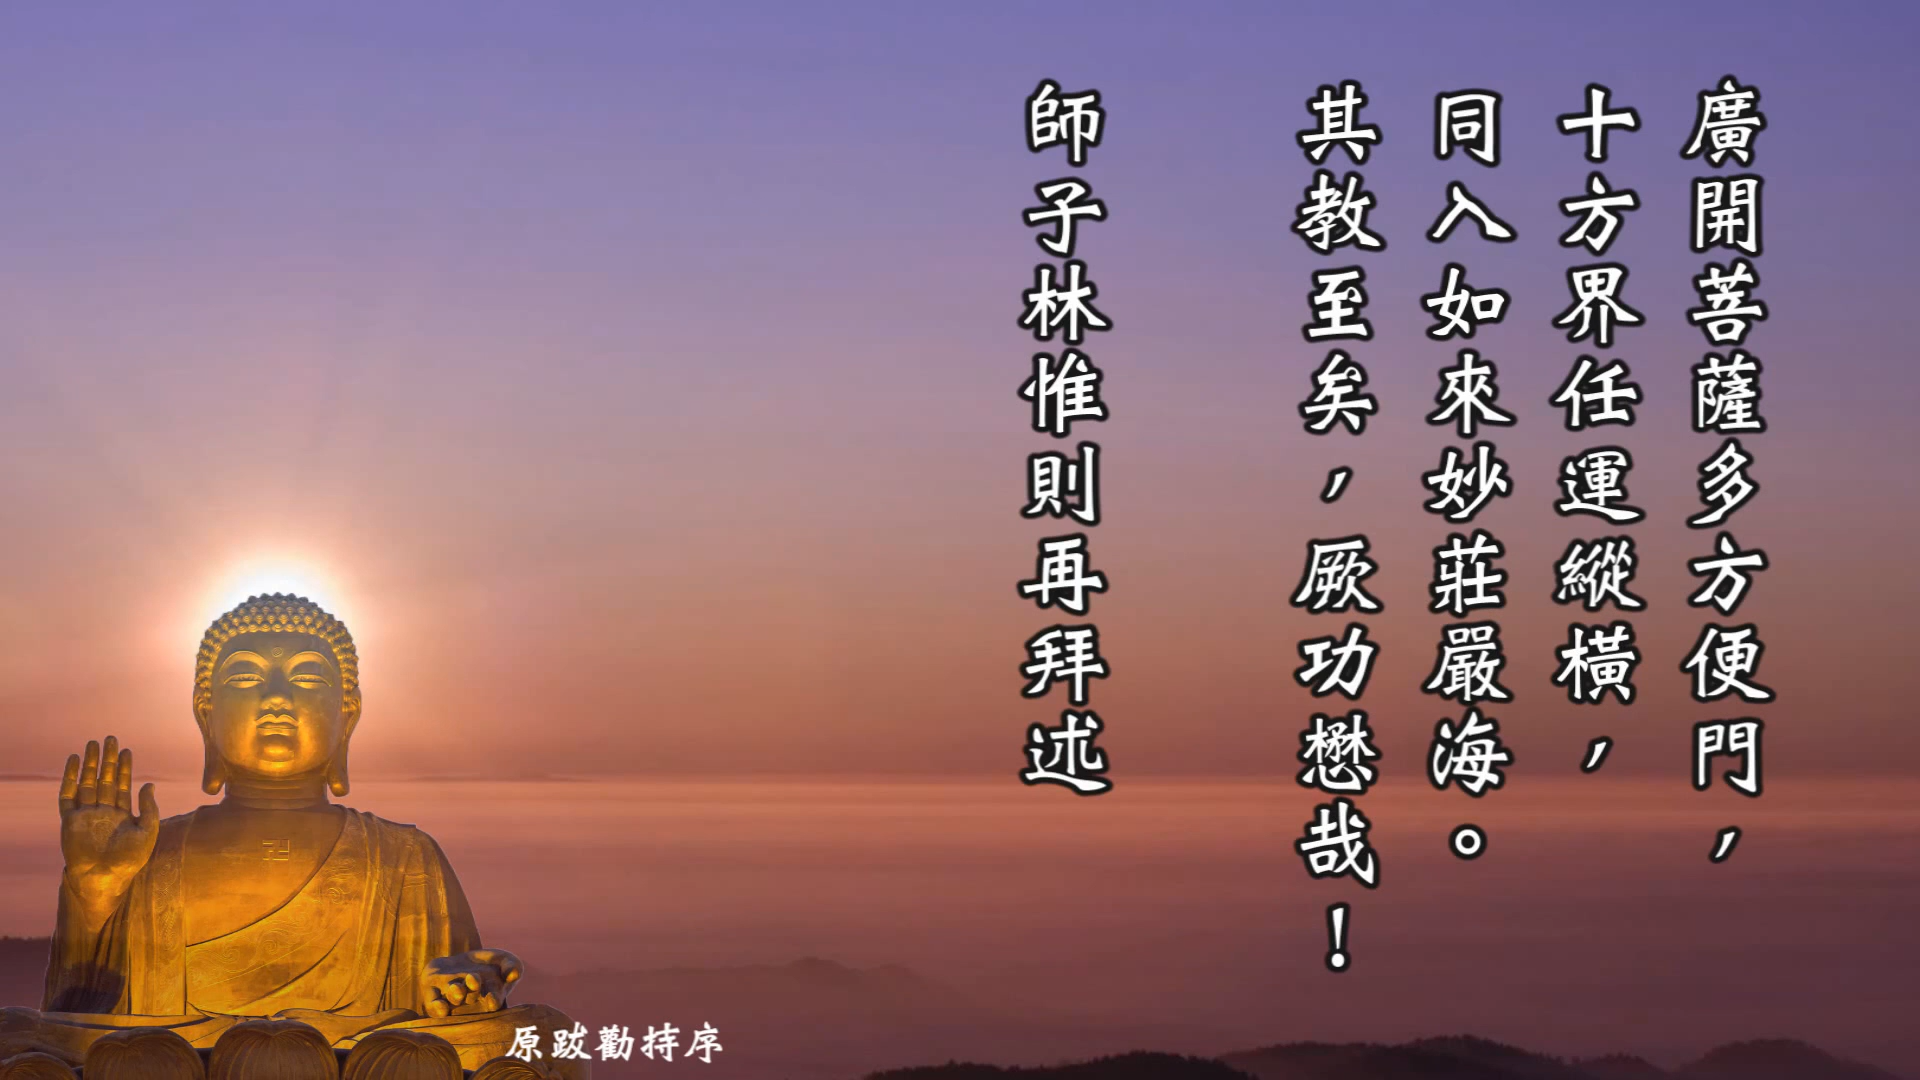 廣開菩薩多方便門，
十方界任運縱橫，
同入如來妙莊嚴海。
其教至矣，厥功懋哉！
師子林惟則再拜述
原跋勸持序
卍